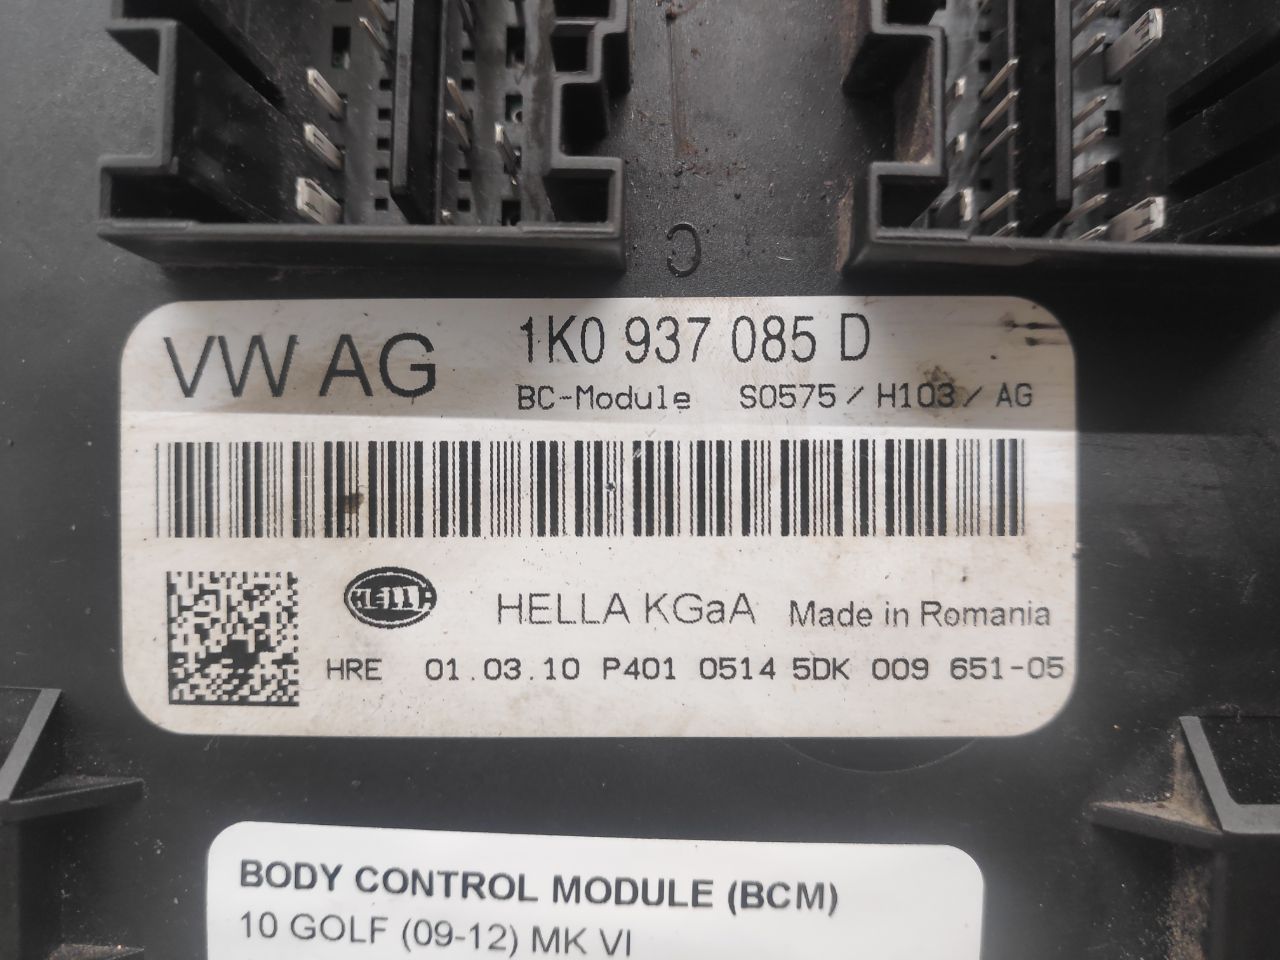 C
VW AG 1K0 937 085 D
BC-Module S0575 / H103 / AG
HELLA HELLA KGaA Made in Romania
HRE 01.03.10 P401 0514 5DK 009 651-05
BODY CONTROL MODULE (BCM)
10 GOLF (09-12) MK VI